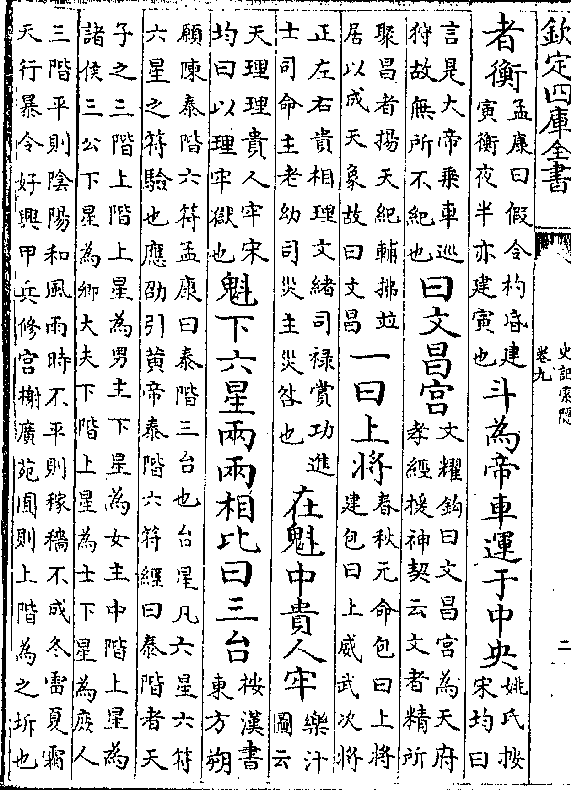 欽定四庫全書
史記索隱
卷九
二
者衡
孟康曰假令杓昏建
寅衡夜半亦建寅也
斗為帝車運于中央
姚氏按
宋均曰
言是大帝乗車巡
狩故無所不紀也
曰文昌宫
文耀鈎曰文昌宫為天府
孝經援神契云文者精所
聚昌者揚天紀輔拂並
居以成天象故曰文昌
一曰上將
春秋元命包曰上將
建包曰上威武次將
正左右貴相理文緒司禄賞功進
士司命主老幼司災主災咎也
在魁中貴人牢
樂汁
圖云
天理理貴人牢宋
均曰以理牢獄也
魁下六星兩兩相比曰三台
按漢書
東方朔
願陳泰階六符孟康曰泰階三台也台星凡六星六符
六星之符驗也應劭引黄帝泰階六符經曰泰階者天
子之三階上階上星為男主下星為女主中階上星為
諸侯三公下星為卿大夫下階上星為士下星為庻人
三階平則隂陽和風雨時不平則稼穡不成冬雷夏霜
天行暴令好興甲兵修宫榭廣苑囿則上階為之坼也